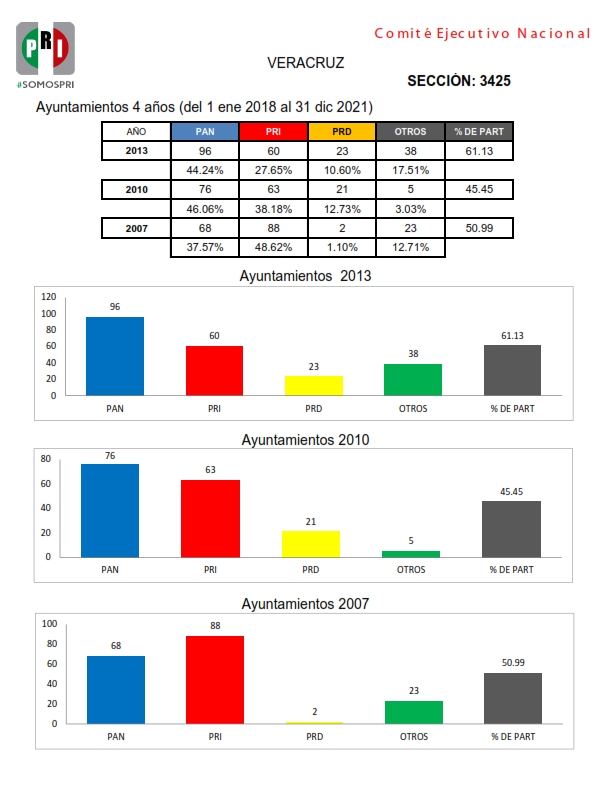 Comité Ejecutivo Nacional
PRI
#SOMOSPRI
VERACRUZ
SECCIÒN: 3425
Ayuntamientos 4 años (del 1 ene 2018 al 31 dic 2021)
AÑO PAN PRI PRD OTROS % DE PART
2013 96 60 23 38 61.13
44.24% 27.65% 10.60% 17.51%
2010 76 63 21 5 45.45
46.06% 38.18% 12.73% 3.03%
2007 68 88 2 23 50.99
37.57% 48.62% 1.10% 12.71%
Ayuntamientos 2013
120
100
80
60
40
20
0
96 60 23 38 61.13
PAN PRI PRD OTROS % DE PART
Ayuntamientos 2010
80
60
40
20
0
76 63 21 5 45.45
PAN PRI PRD OTROS % DE PART
Ayuntamientos 2007
100
80
60
40
20
0
68 88 2 23 50.99
PAN PRI PRD OTROS % DE PART